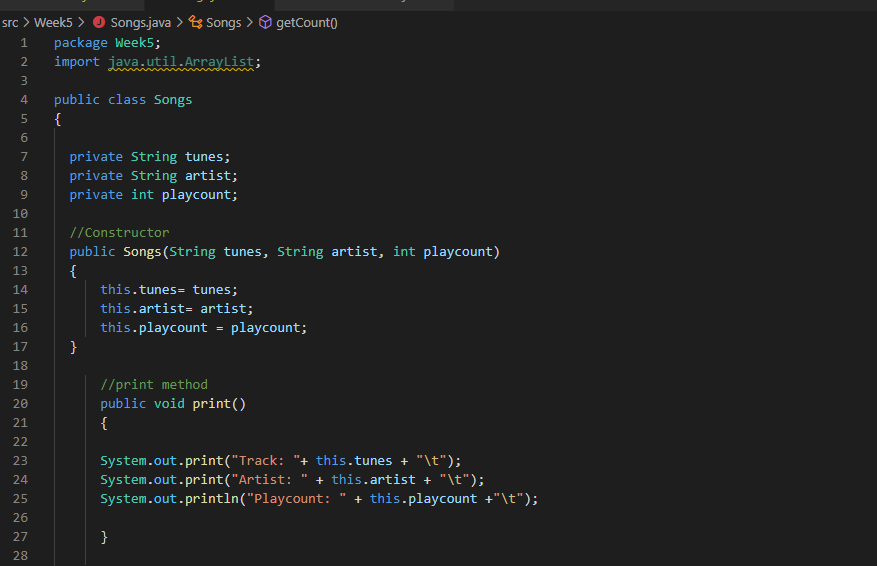 src > Week5 > Songs.java > Songs > getCount()
1 package Week5;
2 import java.util.ArrayList;
3
4 public class Songs
5 {
6
7 private String tunes;
8 private String artist;
9 private int playcount;
10
11 //Constructor
12 public Songs(String tunes, String artist, int playcount)
13 {
14 this.tunes= tunes;
15 this.artist= artist;
16 this.playcount = playcount;
17 }
18
19 //print method
20 public void print()
21 {
22
23 System.out.print("Track: "+ this.tunes + "\t");
24 System.out.print("Artist: " + this.artist + "\t");
25 System.out.println("Playcount: " + this.playcount +"\t");
26
27 }
28